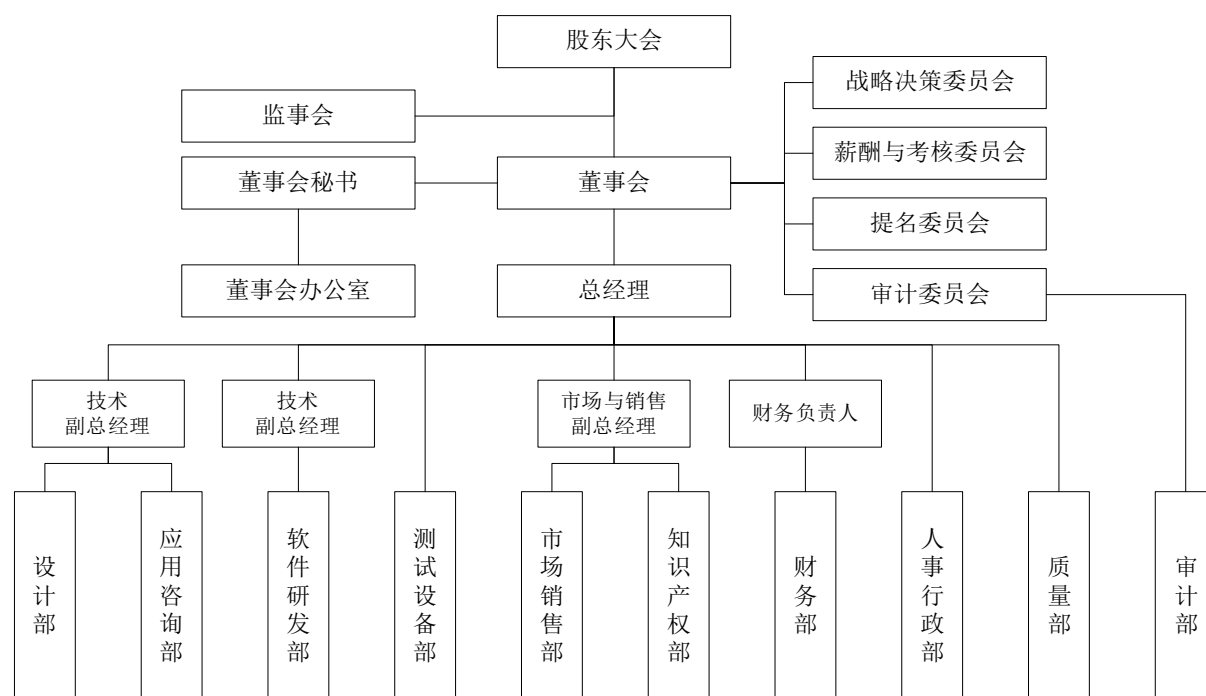 股东大会
战略决策委员会
监事会
薪酬与考核委员会
董事会秘书
董事会
提名委员会
董事会办公室
总经理
审计委员会
技术
副总经理
技术
副总经理
市场与销售
副总经理
财务负责人
设计部
应用咨询部
软件研发部
测试设备部
市场销售部
知识产权部
财务部
人事行政部
质量部
审计部